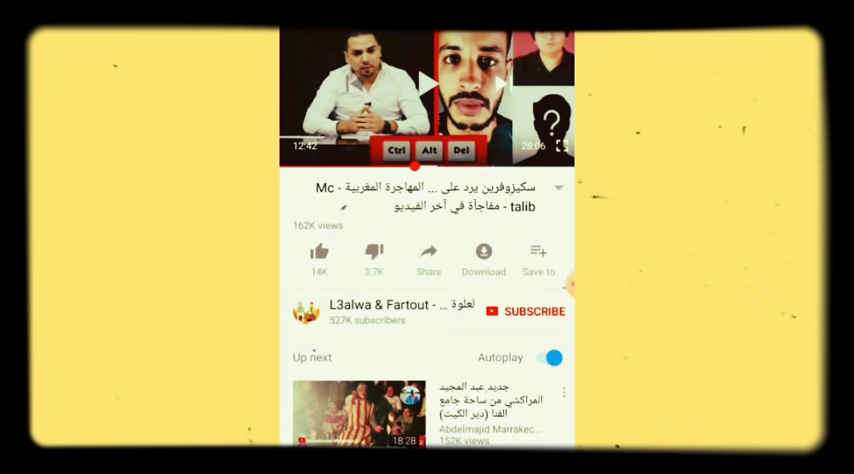 ?
Ctrl Alt Del
12:42
28:06
سكيزوفرين يرد على ... المهاجرة المغربية - Mc
talib - مفاجأة في آخر الفيديو
162K views
14K
3.7K
Share
Download
Save to
L3alwa & Fartout - ... لعلوة
527K subscribers
SUBSCRIBE
Up next
Autoplay
جديد عبد المجيد
المراكشي من ساحة جامع
الفنا (دير الكيت)
Abdelmajid Marrakec...
152K views
18:28